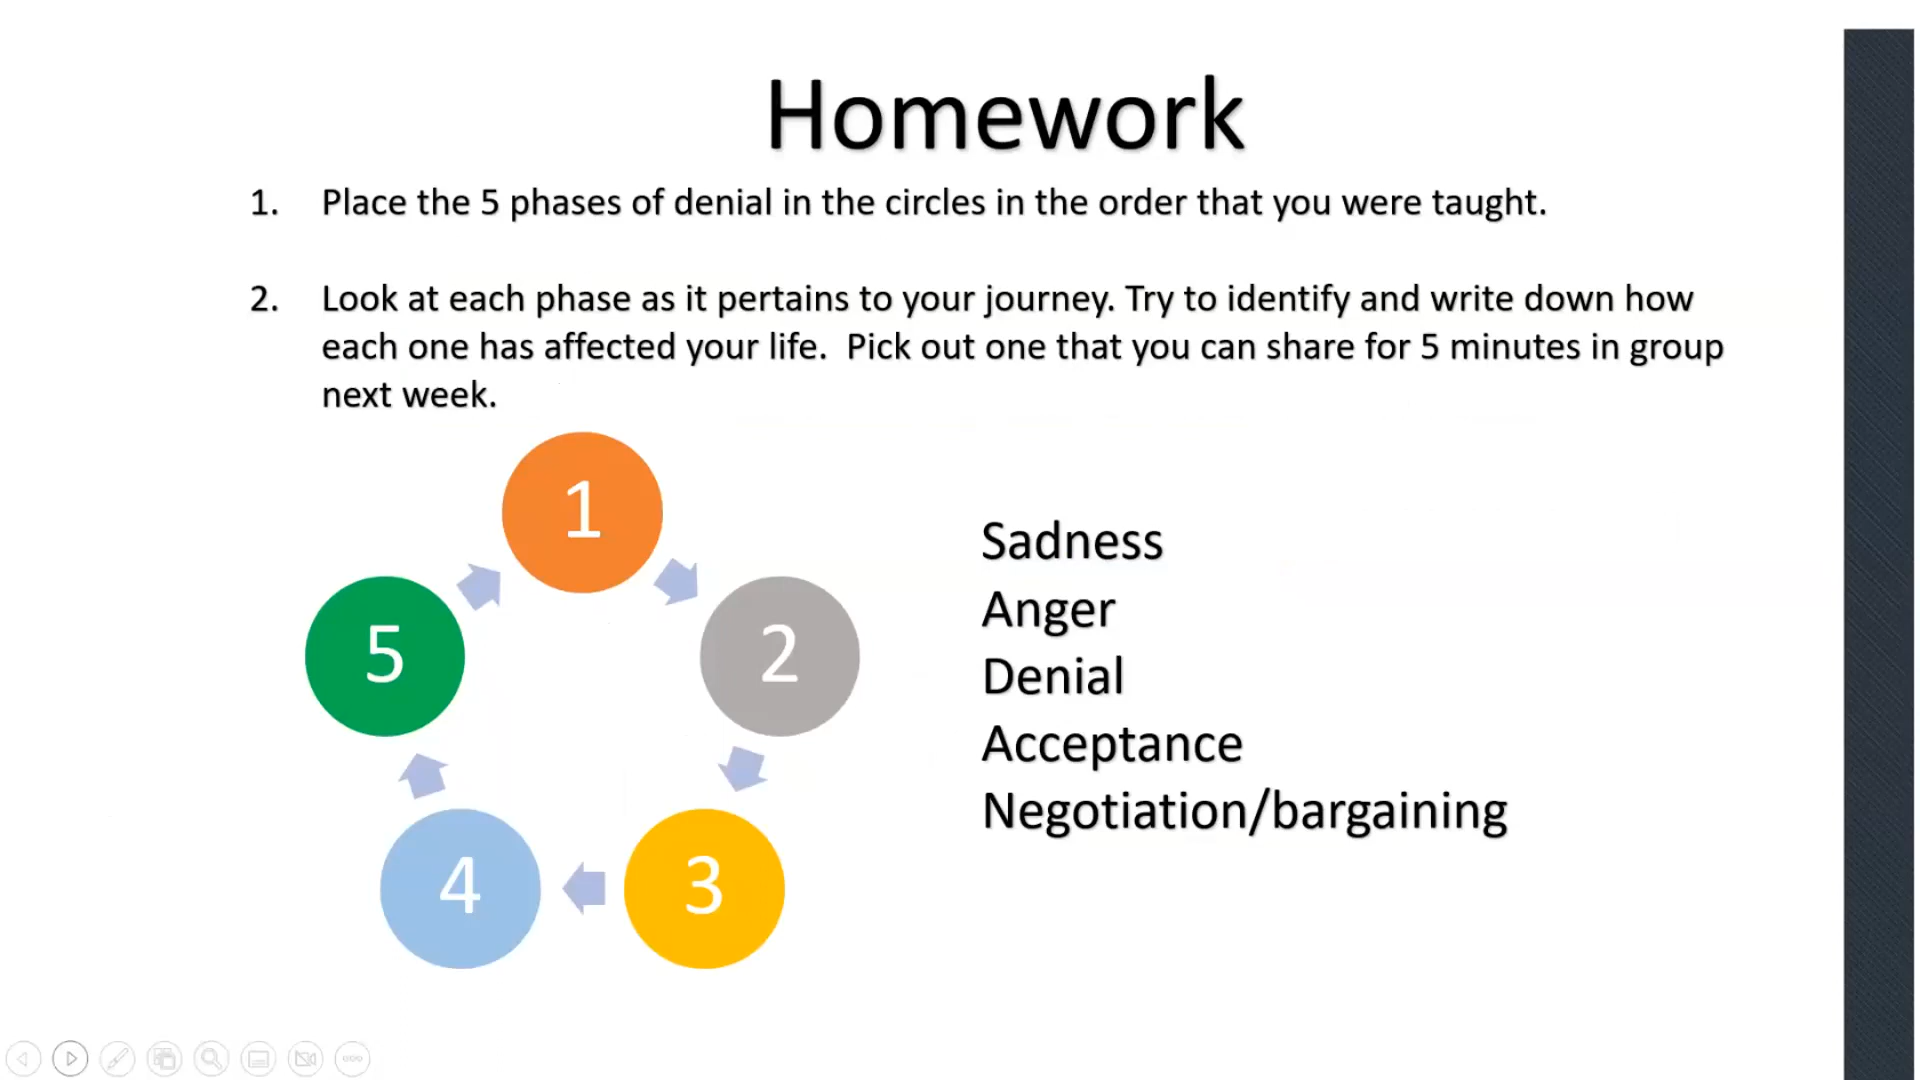 Homework
1. Place the 5 phases of denial in the circles in the order that you were taught.
2. Look at each phase as it pertains to your journey. Try to identify and write down how
each one has affected your life. Pick out one that you can share for 5 minutes in group
next week.
1
2
3
4
5
Sadness
Anger
Denial
Acceptance
Negotiation/bargaining